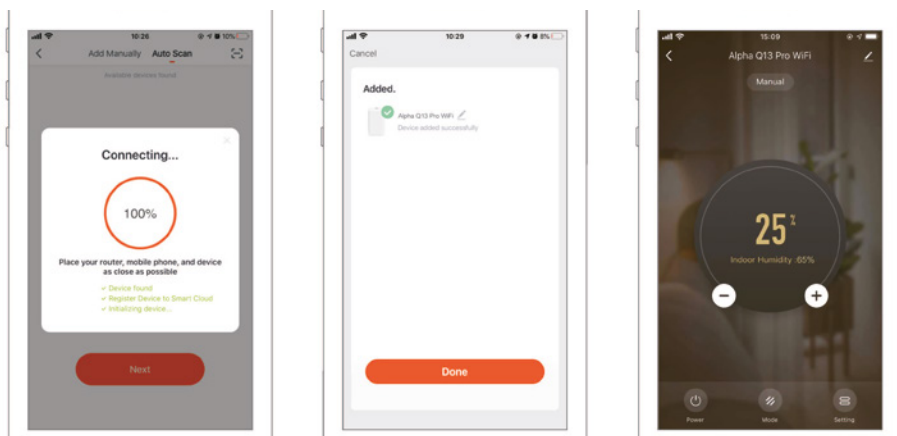 10:26
10%
Add Manually Auto Scan
Available devices found
Connecting...
100%
Place your router, mobile phone, and device
as close as possible
✓ Device found
✓ Register Device to Smart Cloud
✓ Initializing device...
Next
10:29
8%
Cancel
Added.
Alpha Q13 Pro WiFi
Device added successfully
Done
15:09
Alpha Q13 Pro WiFi
Manual
25%
Indoor Humidity :65%
Power Mode Setting